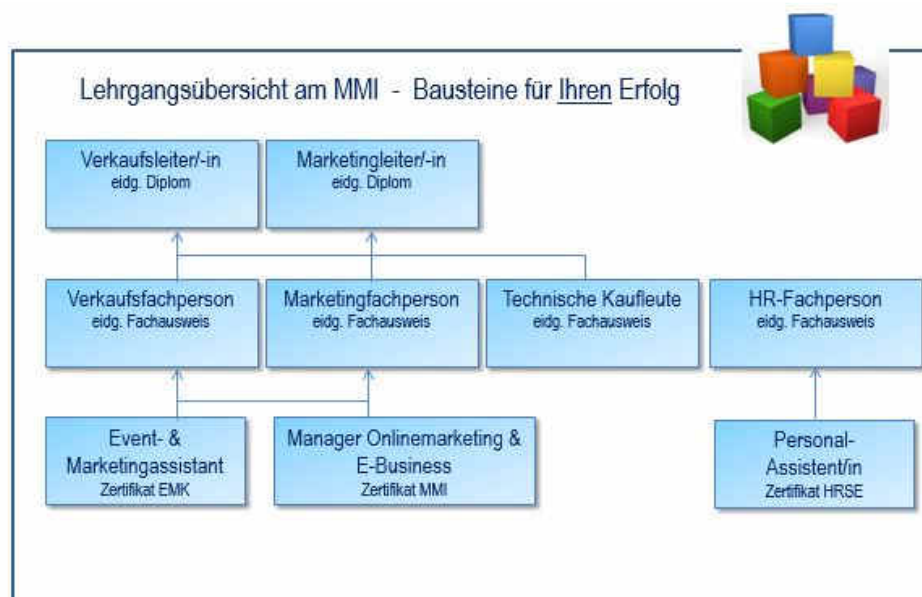 Lehrgangsübersicht am MMI - Bausteine für Ihren Erfolg
Verkaufsleiter/-in
eidg. Diplom
Marketingleiter/-in
eidg. Diplom
Verkaufsfachperson
eidg. Fachausweis
Marketingfachperson
eidg. Fachausweis
Technische Kaufleute
eidg. Fachausweis
HR-Fachperson
eidg. Fachausweis
Event- &
Marketingassistant
Zertifikat EMK
Manager Onlinemarketing &
E-Business
Zertifikat MMI
Personal-
Assistent/in
Zertifikat HRSE